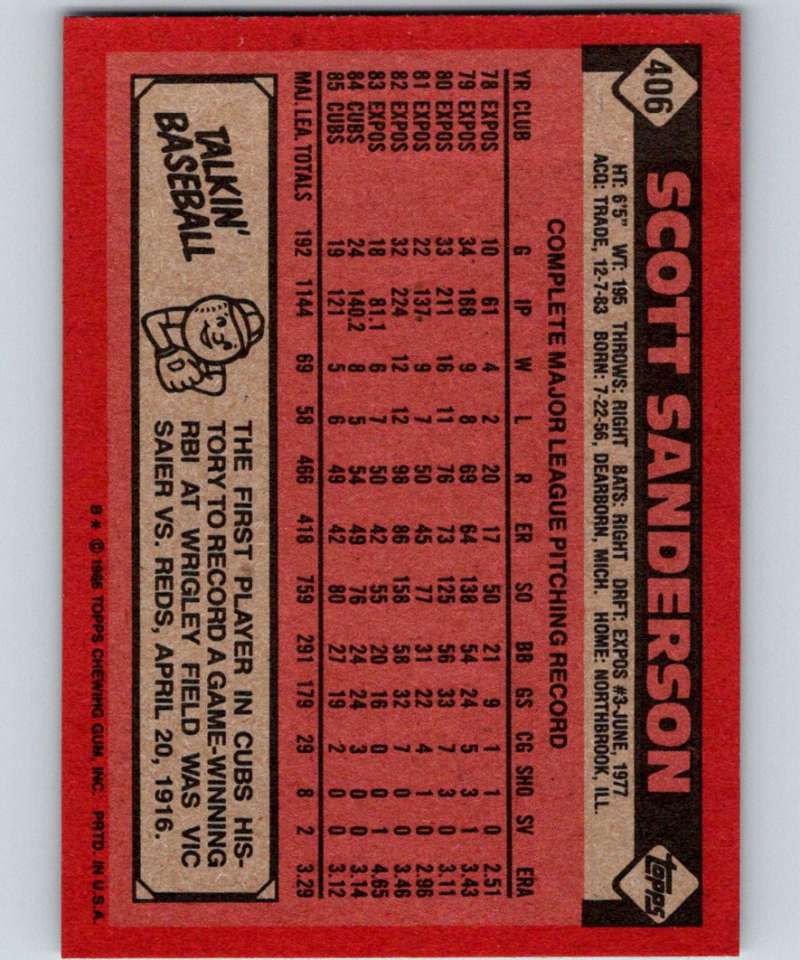 406
SCOTT SANDERSON
topps
HT: 6'5" WT: 195 THROWS: RIGHT BATS: RIGHT DRFT: EXPOS #3-JUNE, 1977
ACQ: TRADE, 12-7-83 BORN: 7-22-56, DEARBORN, MICH. HOME: NORTHBROOK, ILL.
COMPLETE MAJOR LEAGUE PITCHING RECORD
YR CLUB G IP W L R ER SO BB GS CG SHO SV ERA
78 EXPOS 10 61 4 2 20 17 50 21 9 1 1 0 2.51
79 EXPOS 34 168 9 8 69 64 138 54 24 5 3 1 3.43
80 EXPOS 33 211 16 11 76 73 125 56 33 7 3 0 3.11
81 EXPOS 22 137 9 7 50 45 77 31 22 4 1 0 2.96
82 EXPOS 32 224 12 12 98 86 158 58 32 7 0 0 3.46
83 EXPOS 18 81.1 6 7 50 42 55 20 16 0 0 1 4.65
84 CUBS 24 140.2 8 5 54 49 76 24 24 3 0 0 3.14
85 CUBS 19 121 5 6 49 42 80 27 19 2 0 0 3.12
MAJ. LEA. TOTALS 192 1144 69 58 466 418 759 291 179 29 8 2 3.29
TALKIN'
BASEBALL
THE FIRST PLAYER IN CUBS HIS-
TORY TO RECORD A GAME-WINNING
RBI AT WRIGLEY FIELD WAS VIC
SAIER VS. REDS, APRIL 20, 1916.
B* © 1986 TOPPS CHEWING GUM, INC. PRTD. IN U.S.A.